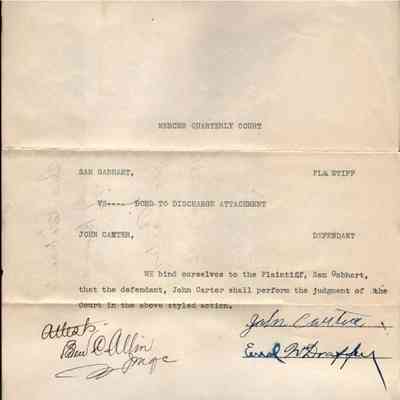 MERCER QUARTERLY COURT
SAM GABHART, PLAINTIFF
VS---- BOND TO DISCHARGE ATTACHMENT
JOHN CARTER, DEFENDANT
WE bind ourselves to the Plaintiff, Sam Gabhart,
that the defendant, John Carter shall perform the judgment of the
Court in the above styled action.
Attest:
John Carter